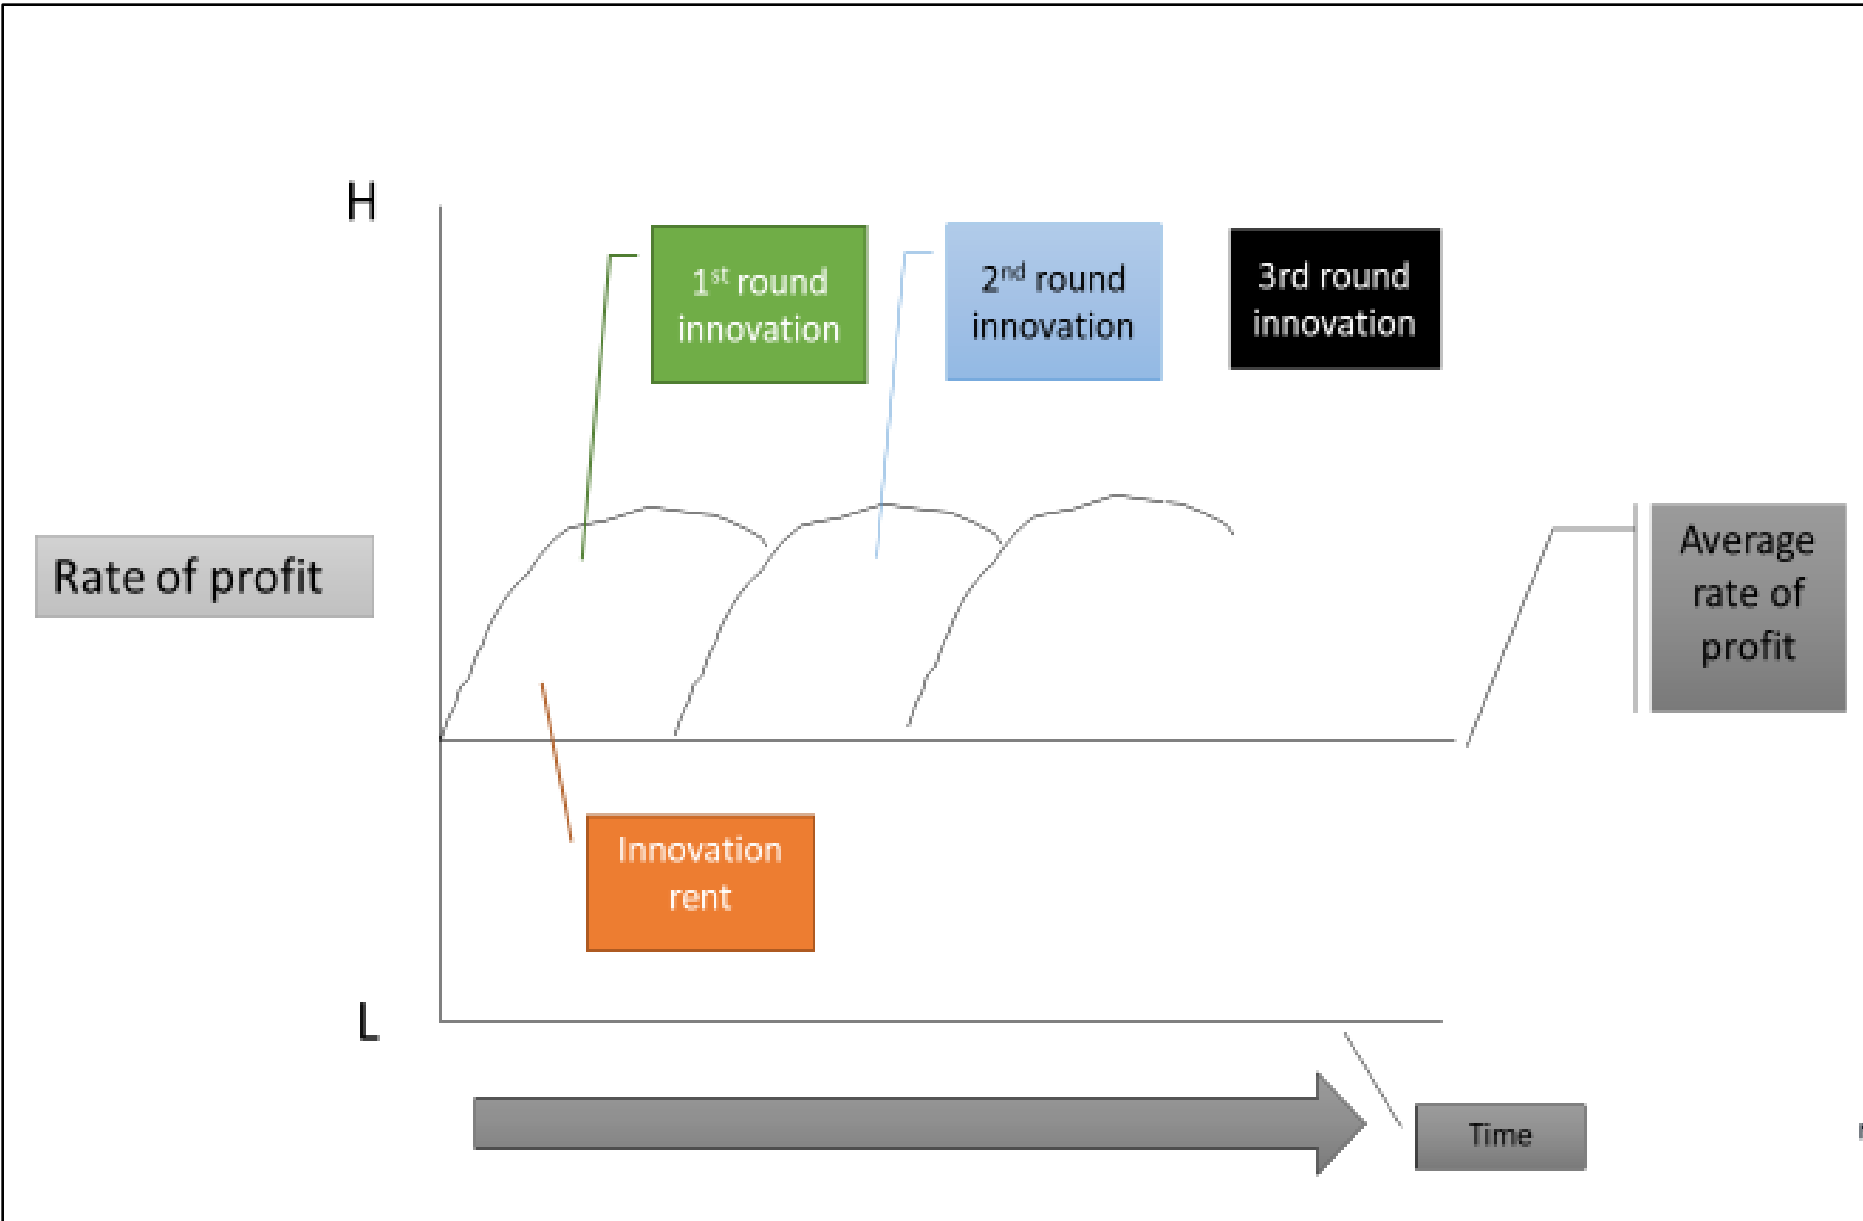 H
1st round
innovation
2nd round
innovation
3rd round
innovation
Rate of profit
Average
rate of
profit
Innovation
rent
L
Time